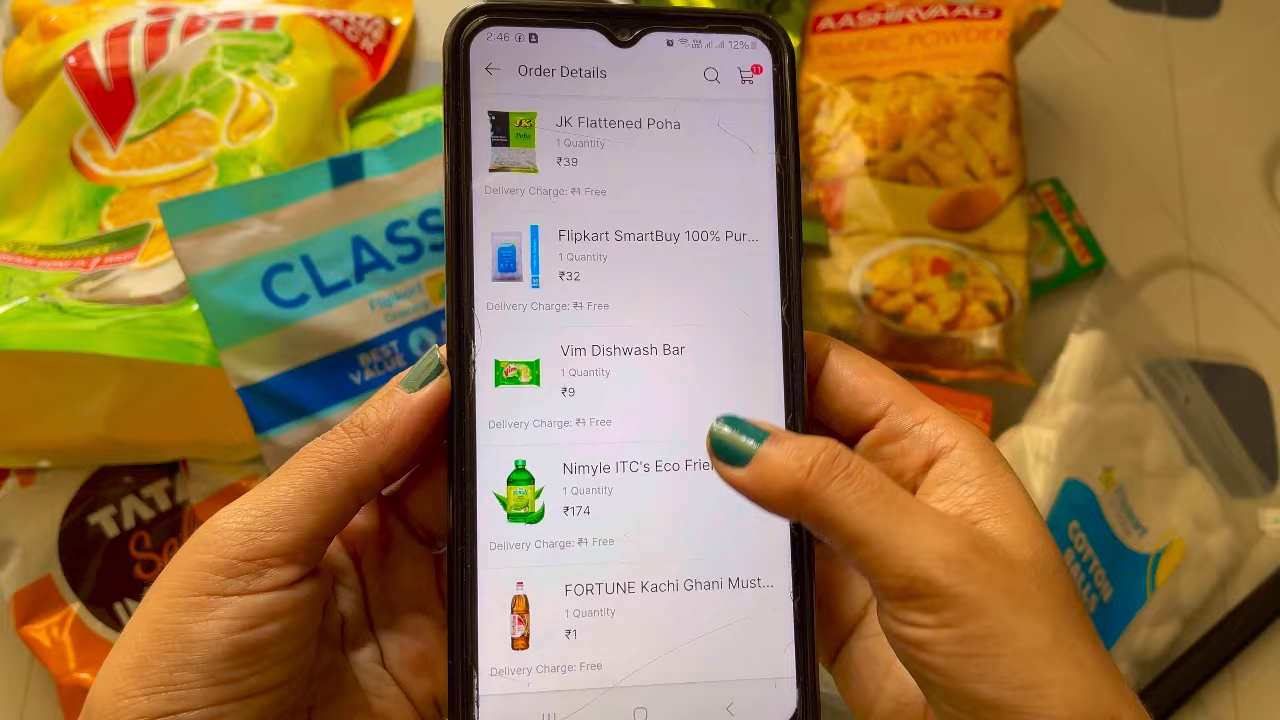 2:46
12%
Order Details
11
JK Flattened Poha
1 Quantity
₹39
Delivery Charge: ₹1 Free
Flipkart SmartBuy 100% Pur...
1 Quantity
₹32
Delivery Charge: ₹1 Free
Vim Dishwash Bar
1 Quantity
₹9
Delivery Charge: ₹1 Free
Nimyle ITC's Eco Frie
1 Quantity
₹174
Delivery Charge: ₹1 Free
FORTUNE Kachi Ghani Must...
1 Quantity
₹1
Delivery Charge: Free
Vim
PACK
CLASS
Flipkart
BEST
VALUE
TATA
AASHIRVAAD
POWDER
COTTON
BALLS